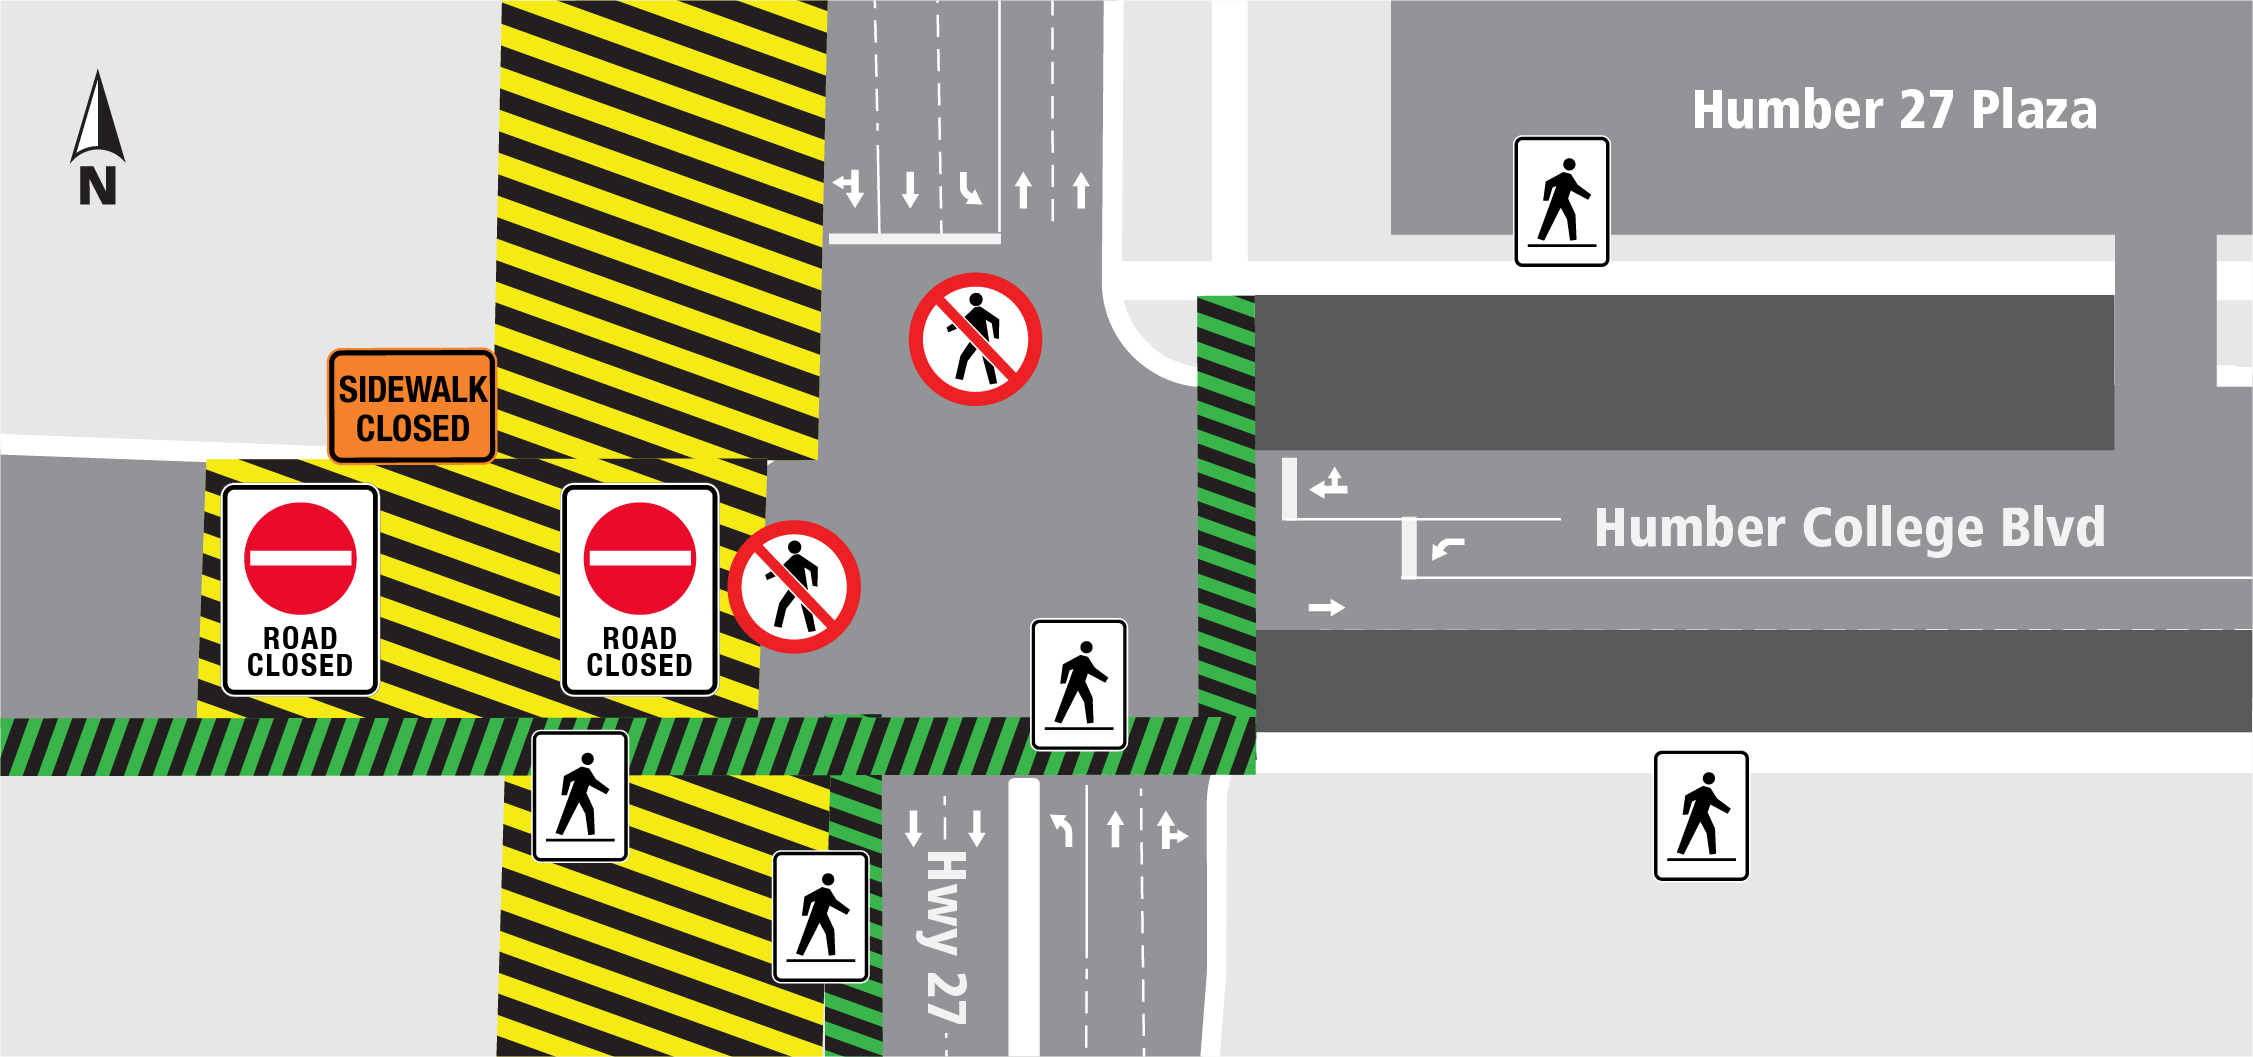 Humber 27 Plaza
N
SIDEWALK
CLOSED
Humber College Blvd
ROAD
CLOSED
ROAD
CLOSED
Hwy 27